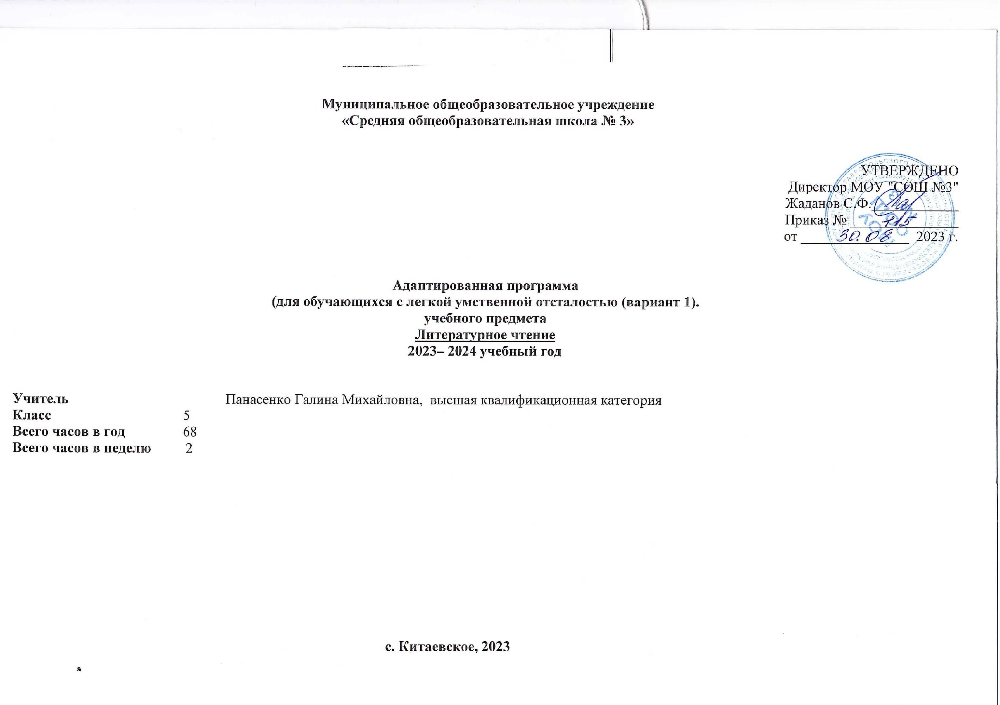 Муниципальное общеобразовательное учреждение
«Средняя общеобразовательная школа № 3»
УТВЕРЖДЕНО
Директор МОУ "СОШ №3"
Жаданов С.Ф.
Приказ № 115
от 30.08 2023 г.
Адаптированная программа
(для обучающихся с легкой умственной отсталостью (вариант 1).
учебного предмета
Литературное чтение
2023– 2024 учебный год
Учитель Панасенко Галина Михайловна, высшая квалификационная категория
Класс 5
Всего часов в год 68
Всего часов в неделю 2
с. Китаевское, 2023